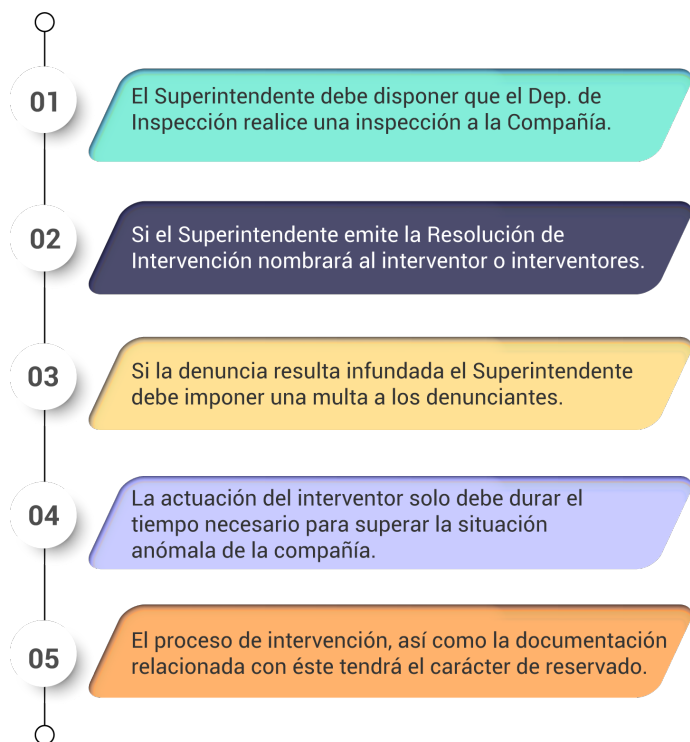 01
El Superintendente debe disponer que el Dep. de
Inspección realice una inspección a la Compañía.
02
Si el Superintendente emite la Resolución de
Intervención nombrará al interventor o interventores.
03
Si la denuncia resulta infundada el Superintendente
debe imponer una multa a los denunciantes.
04
La actuación del interventor solo debe durar el
tiempo necesario para superar la situación
anómala de la compañía.
05
El proceso de intervención, así como la documentación
relacionada con éste tendrá el carácter de reservado.